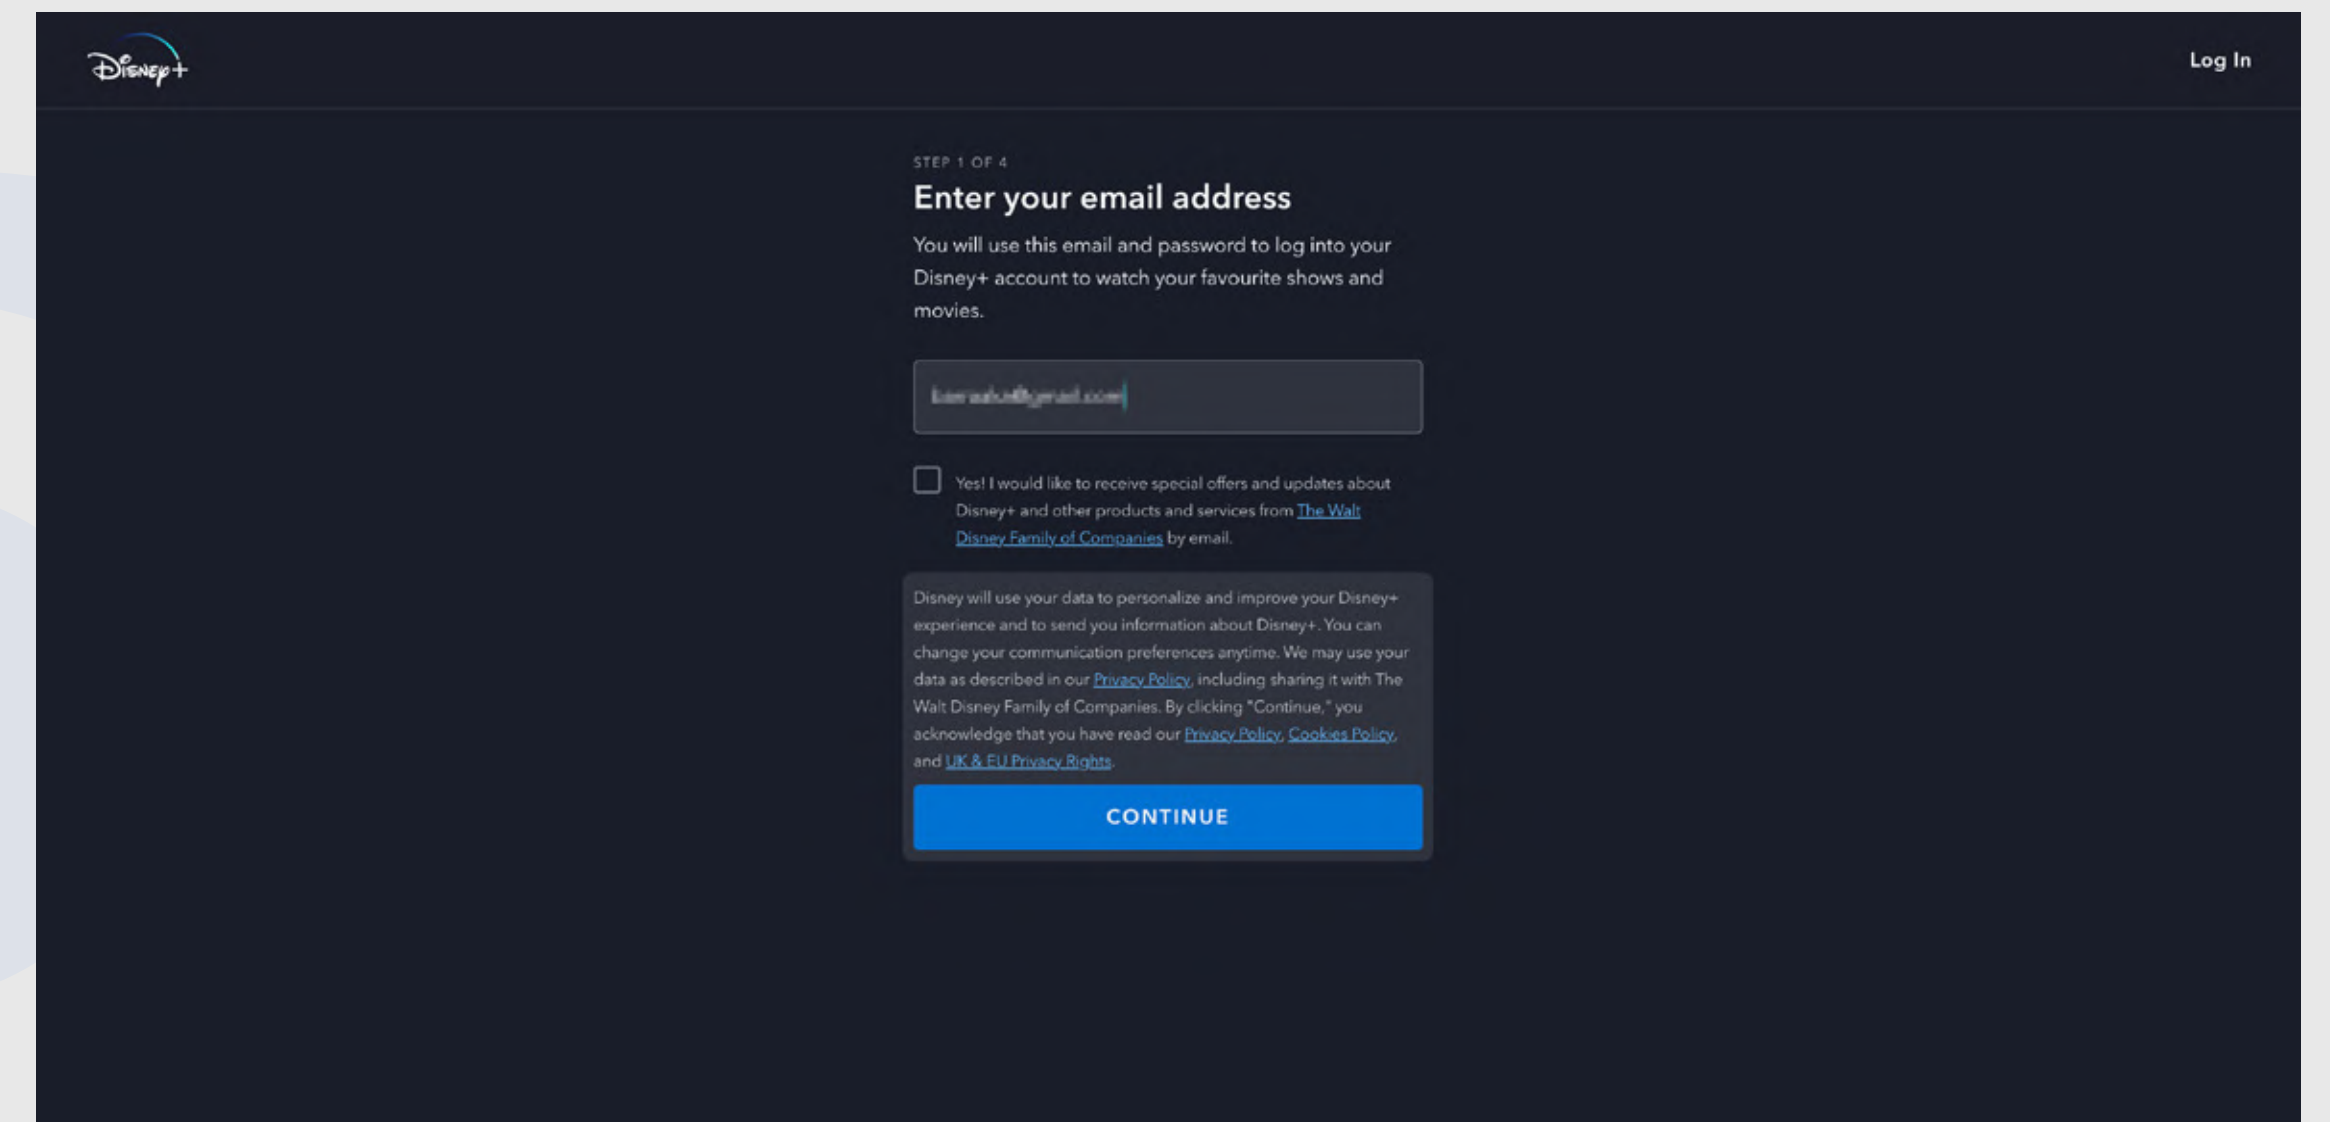 Disney+
Log In
STEP 1 OF 4
Enter your email address
You will use this email and password to log into your
Disney+ account to watch your favourite shows and
movies.
Yes! I would like to receive special offers and updates about
Disney+ and other products and services from The Walt
Disney Family of Companies by email.
Disney will use your data to personalize and improve your Disney+
experience and to send you information about Disney+. You can
change your communication preferences anytime. We may use your
data as described in our Privacy Policy, including sharing it with The
Walt Disney Family of Companies. By clicking "Continue," you
acknowledge that you have read our Privacy Policy, Cookies Policy,
and UK & EU Privacy Rights.
CONTINUE